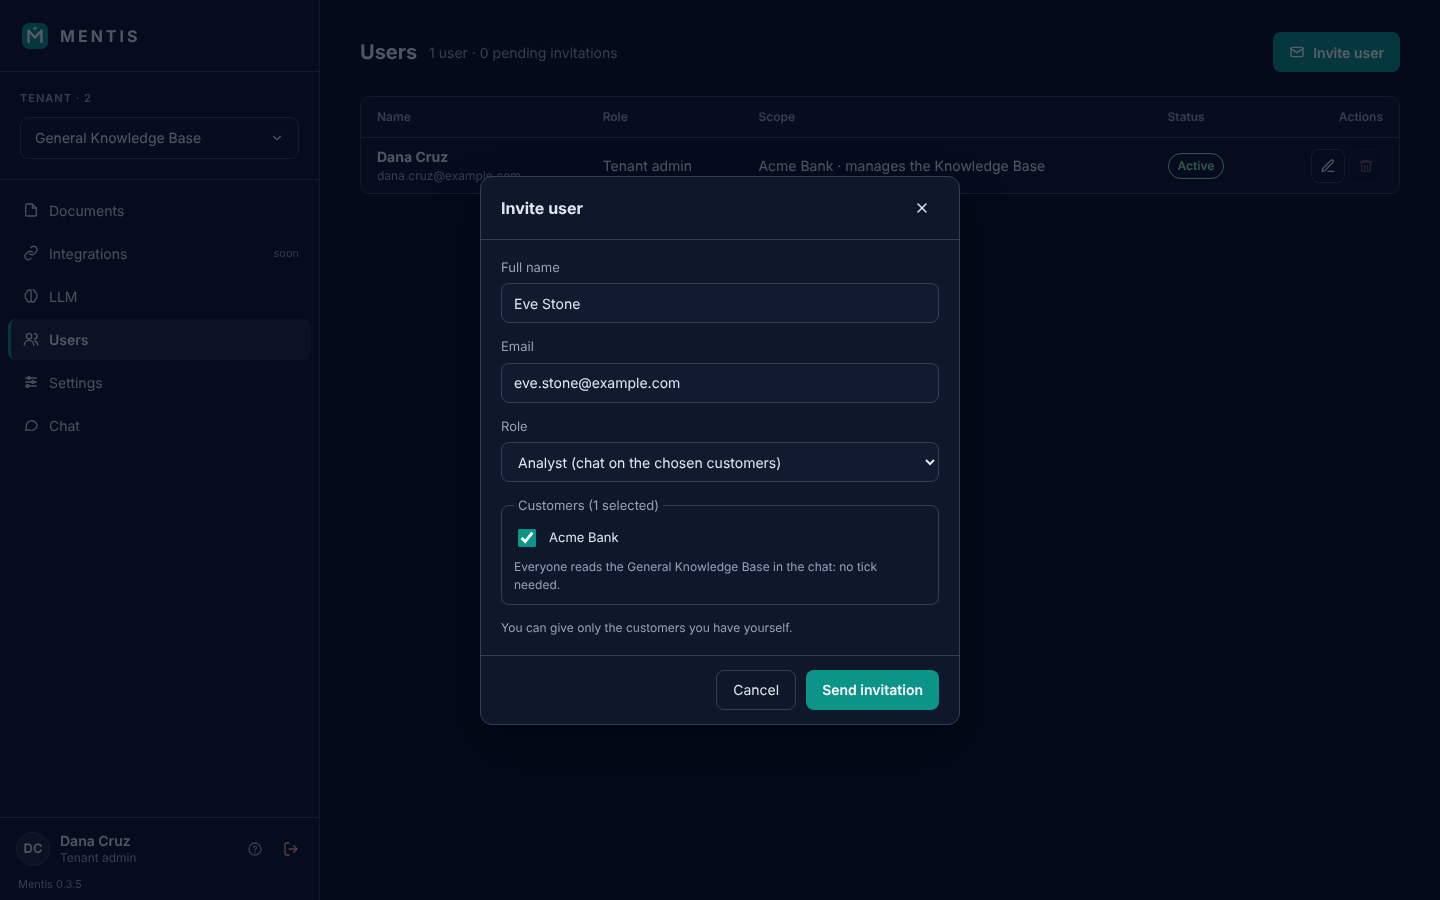 MENTIS
TENANT · 2
General Knowledge Base
Documents
Integrations soon
LLM
Users
Settings
Chat
DC
Dana Cruz
Tenant admin
Mentis 0.3.5
Users 1 user · 0 pending invitations
Invite user
Name Role Scope Status Actions
Dana Cruz
dana.cruz@example.com
Tenant admin
Acme Bank · manages the Knowledge Base
Active
Invite user
Full name
Eve Stone
Email
eve.stone@example.com
Role
Analyst (chat on the chosen customers)
Customers (1 selected)
Acme Bank
Everyone reads the General Knowledge Base in the chat: no tick
needed.
You can give only the customers you have yourself.
Cancel
Send invitation